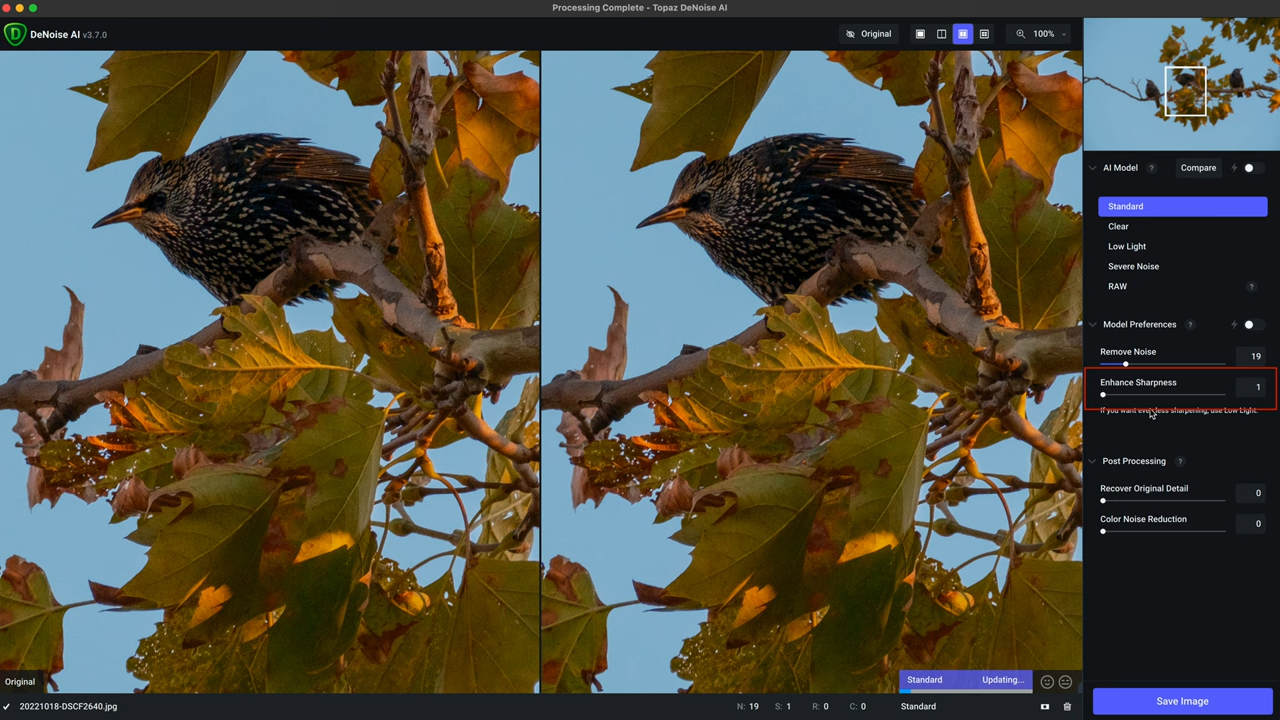 Processing Complete - Topaz DeNoise AI
D DeNoise AI v3.7.0
Original
100%
AI Model ? Compare
Standard
Clear
Low Light
Severe Noise
RAW ?
Model Preferences ?
Remove Noise 19
Enhance Sharpness 1
If you want even less sharpening, use Low Light.
Post Processing ?
Recover Original Detail 0
Color Noise Reduction 0
Original
Standard Updating...
Save Image
20221018-DSCF2640.jpg N: 19 S: 1 R: 0 C: 0 Standard